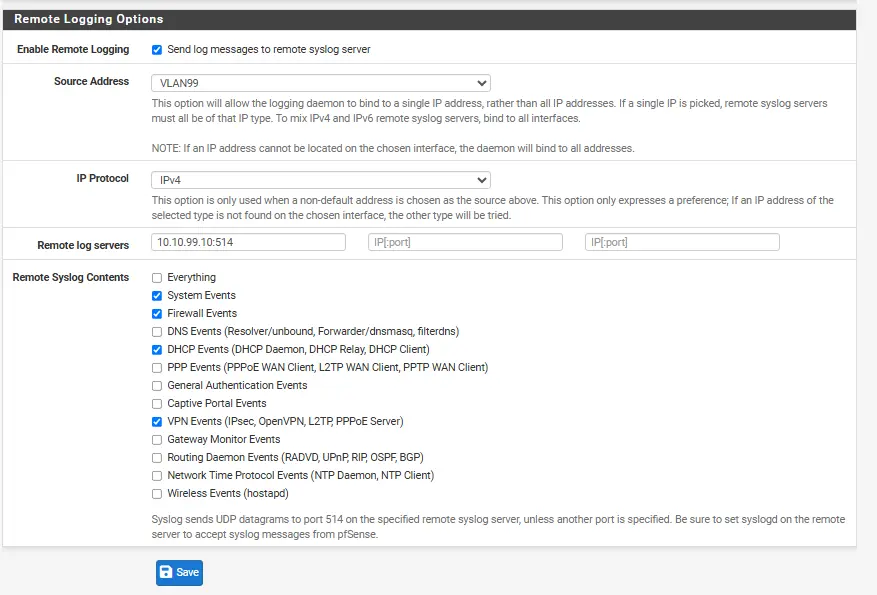 Remote Logging Options
Enable Remote Logging
Send log messages to remote syslog server
Source Address
VLAN99
This option will allow the logging daemon to bind to a single IP address, rather than all IP addresses. If a single IP is picked, remote syslog servers
must all be of that IP type. To mix IPv4 and IPv6 remote syslog servers, bind to all interfaces.
NOTE: If an IP address cannot be located on the chosen interface, the daemon will bind to all addresses.
IP Protocol
IPv4
This option is only used when a non-default address is chosen as the source above. This option only expresses a preference; If an IP address of the
selected type is not found on the chosen interface, the other type will be tried.
Remote log servers
10.10.99.10:514
IP[:port]
IP[:port]
Remote Syslog Contents
Everything
System Events
Firewall Events
DNS Events (Resolver/unbound, Forwarder/dnsmasq, filterdns)
DHCP Events (DHCP Daemon, DHCP Relay, DHCP Client)
PPP Events (PPPoE WAN Client, L2TP WAN Client, PPTP WAN Client)
General Authentication Events
Captive Portal Events
VPN Events (IPsec, OpenVPN, L2TP, PPPoE Server)
Gateway Monitor Events
Routing Daemon Events (RADVD, UPnP, RIP, OSPF, BGP)
Network Time Protocol Events (NTP Daemon, NTP Client)
Wireless Events (hostapd)
Syslog sends UDP datagrams to port 514 on the specified remote syslog server, unless another port is specified. Be sure to set syslogd on the remote
server to accept syslog messages from pfSense.
Save